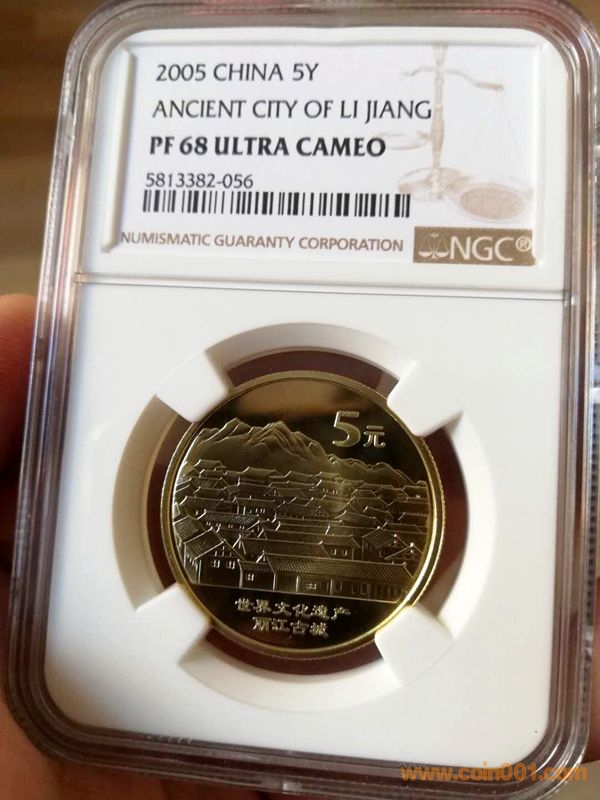 2005 CHINA 5Y
ANCIENT CITY OF LI JIANG
PF 68 ULTRA CAMEO
5813382-056
NUMISMATIC GUARANTY CORPORATION
NGC®
5元
世界文化遗产
丽江古城
www.coin001.com